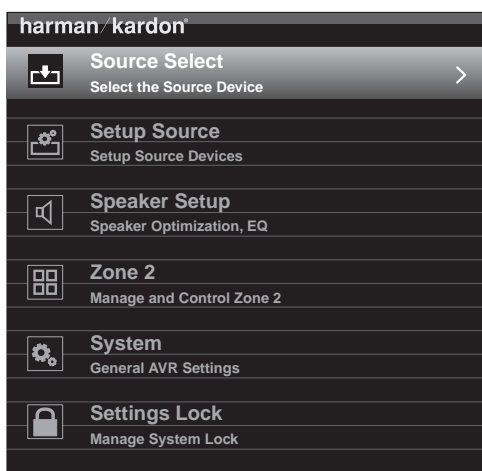 harman/kardon®
Source Select
Select the Source Device
Setup Source
Setup Source Devices
Speaker Setup
Speaker Optimization, EQ
Zone 2
Manage and Control Zone 2
System
General AVR Settings
Settings Lock
Manage System Lock